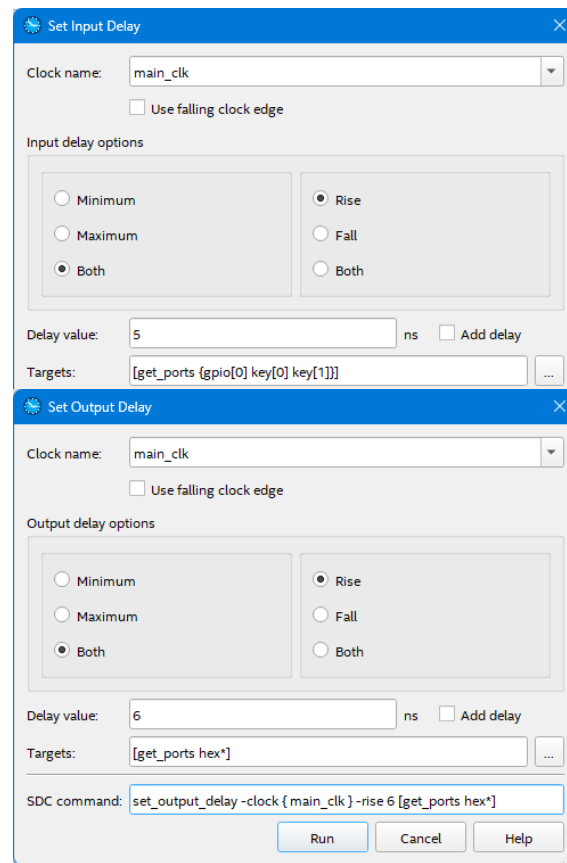 Set Input Delay
Clock name: main_clk
Use falling clock edge
Input delay options
Minimum Rise
Maximum Fall
Both Both
Delay value: 5 ns Add delay
Targets: [get_ports {gpio[0] key[0] key[1]}] ...
Set Output Delay
Clock name: main_clk
Use falling clock edge
Output delay options
Minimum Rise
Maximum Fall
Both Both
Delay value: 6 ns Add delay
Targets: [get_ports hex*] ...
SDC command: set_output_delay -clock { main_clk } -rise 6 [get_ports hex*]
Run Cancel Help